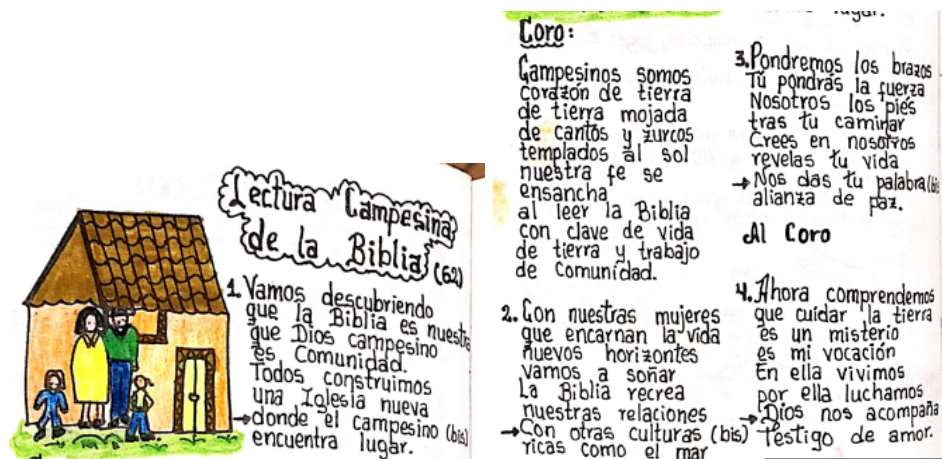 Lectura Campesina
de la Biblia (62)
1. Vamos descubriendo
que la Biblia es nuestra
que Dios campesino
es Comunidad.
Todos construimos
una Iglesia nueva
→donde el campesino (bis)
encuentra lugar.
Coro:
Campesinos somos
corazón de tierra
de tierra mojada
de cantos y zurcos
templados al sol
nuestra fe se
ensancha
al leer la Biblia
con clave de vida
de tierra y trabajo
de Comunidad.
2. Con nuestras mujeres
que encarnan la vida
nuevos horizontes
vamos a soñar
La Biblia recrea
nuestras relaciones
→Con otras culturas (bis)
ricas como el mar
lugar.
3. Pondremos los brazos
Tú pondrás la fuerza
Nosotros los pies
tras tu caminar
Crees en nosotros
revelas tu vida
→Nos das tu palabra (bis
alianza de paz.
Al Coro
4. Ahora comprendemos
que cuidar la tierra
es un misterio
es mi vocación
En ella vivimos
por ella luchamos
→Dios nos acompaña
Testigo de amor.